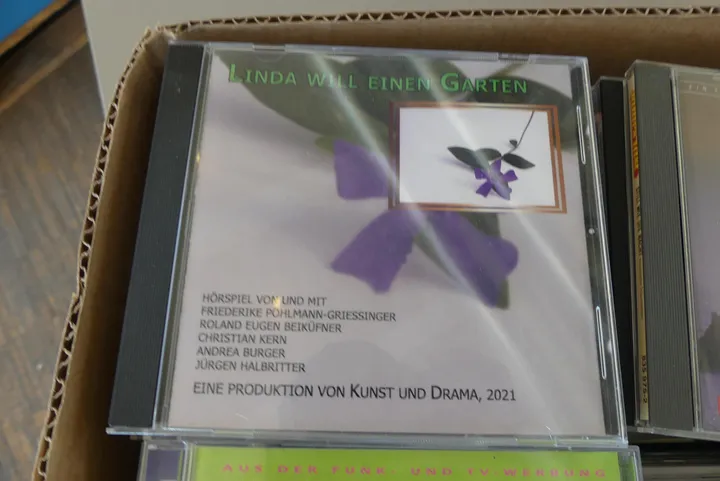 LINDA WILL EINEN GARTEN
HÖRSPIEL VON UND MIT
FRIEDERIKE POHLMANN-GRIESSINGER
ROLAND EUGEN BEIKÜFNER
CHRISTIAN KERN
ANDREA BURGER
JÜRGEN HALBRITTER
EINE PRODUKTION VON KUNST UND DRAMA, 2021
AUS DER FUNK- UND TV-WERBUNG